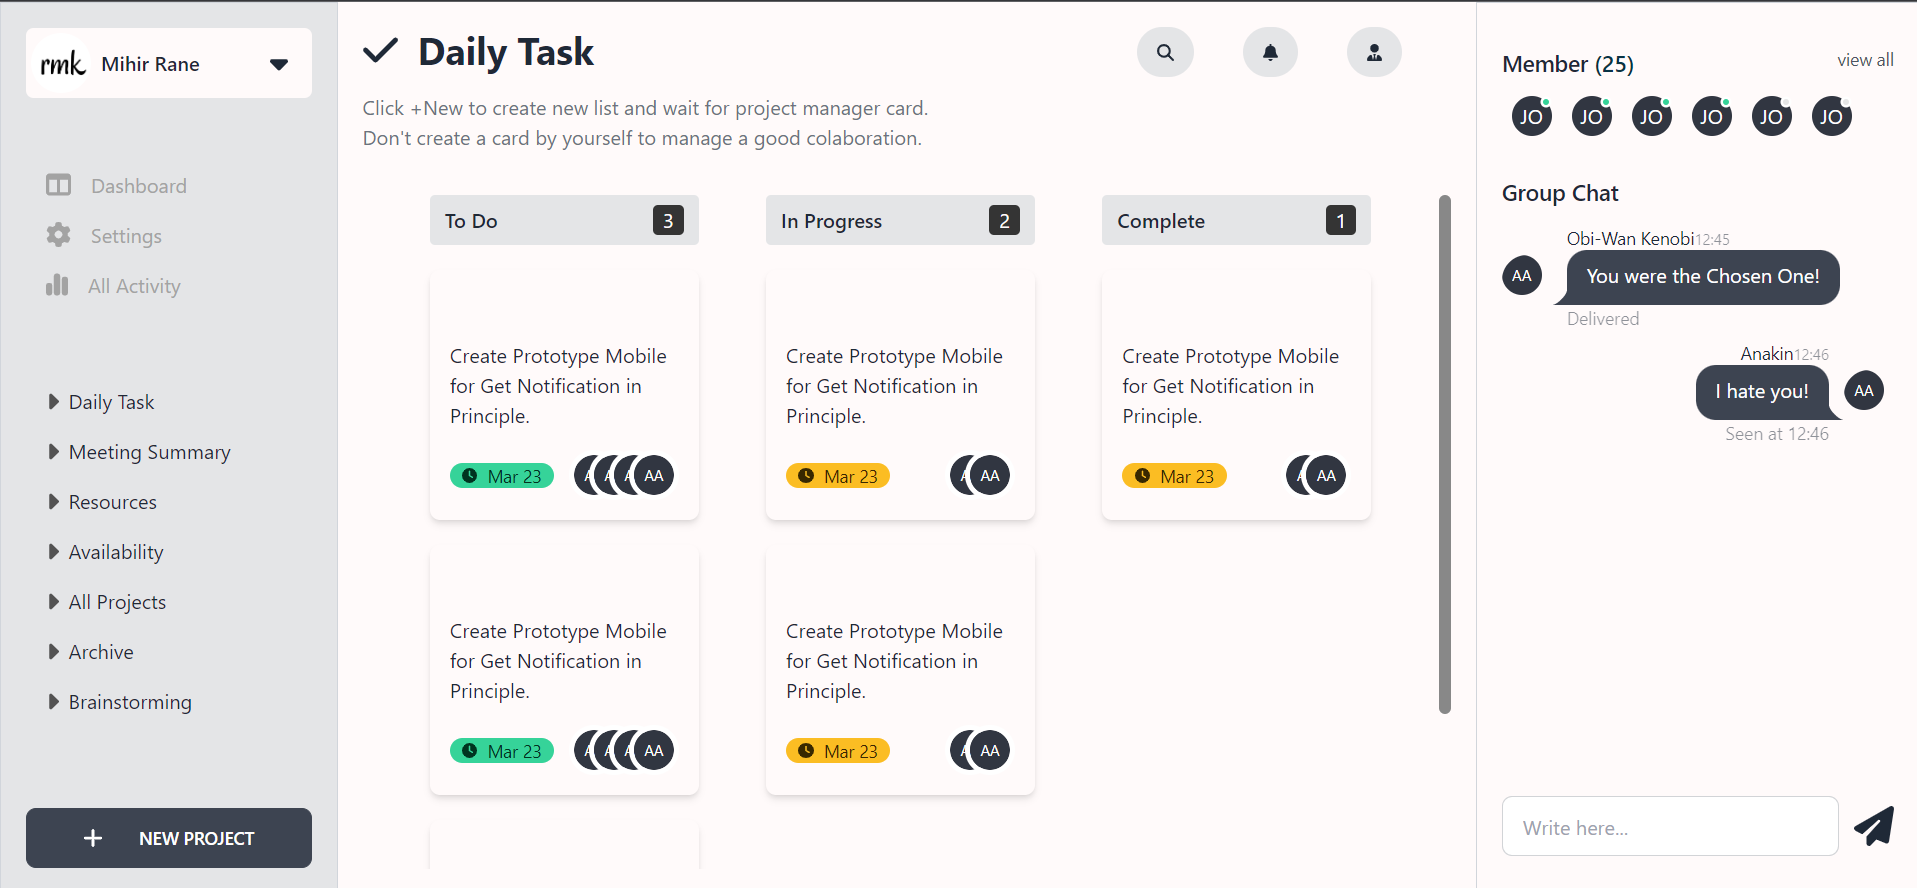 rmk Mihir Rane
Dashboard
Settings
All Activity
Daily Task
Meeting Summary
Resources
Availability
All Projects
Archive
Brainstorming
NEW PROJECT
Daily Task
Click +New to create new list and wait for project manager card.
Don't create a card by yourself to manage a good colaboration.
To Do 3
Create Prototype Mobile
for Get Notification in
Principle.
Mar 23 A A A AA
Create Prototype Mobile
for Get Notification in
Principle.
Mar 23 A A A AA
In Progress 2
Create Prototype Mobile
for Get Notification in
Principle.
Mar 23 A AA
Create Prototype Mobile
for Get Notification in
Principle.
Mar 23 A AA
Complete 1
Create Prototype Mobile
for Get Notification in
Principle.
Mar 23 A AA
Member (25) view all
JO JO JO JO JO JO
Group Chat
Obi-Wan Kenobi12:45
AA You were the Chosen One!
Delivered
Anakin12:46
I hate you! AA
Seen at 12:46
Write here...